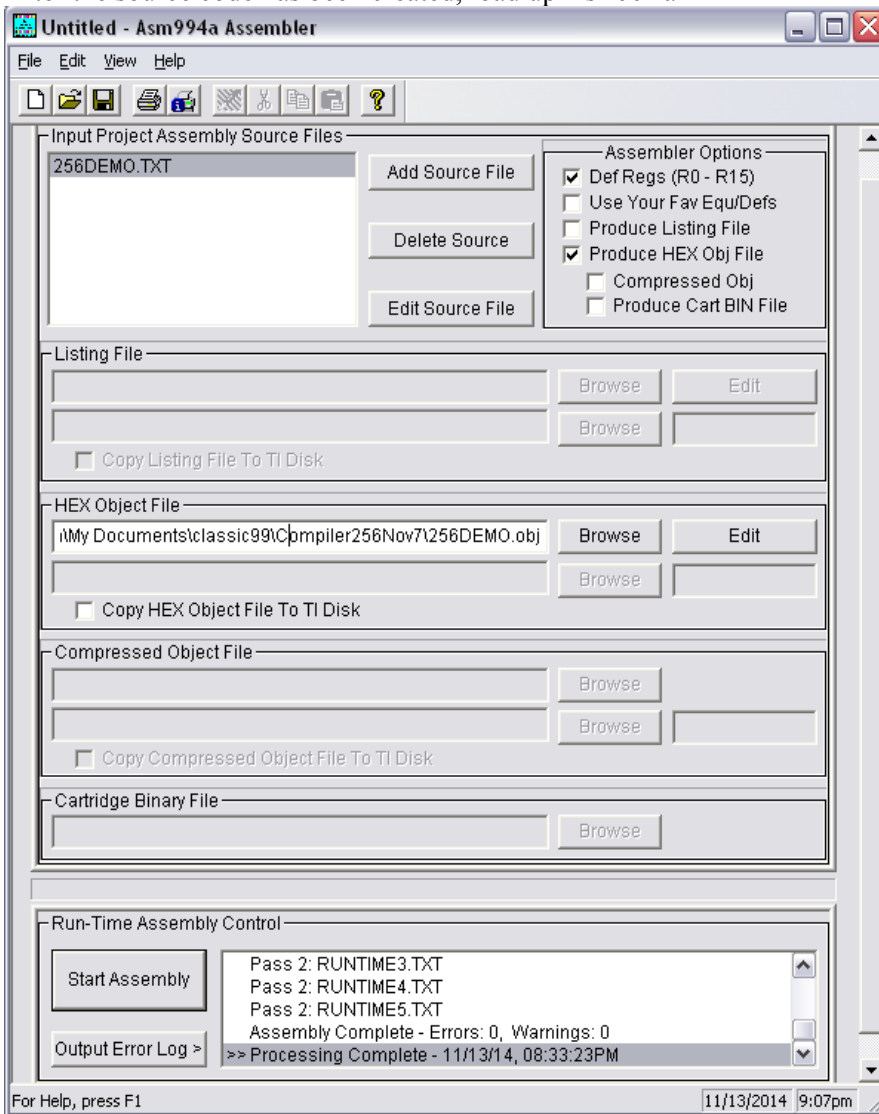 Untitled - Asm994a Assembler
File Edit View Help
Input Project Assembly Source Files
256DEMO.TXT
Add Source File
Delete Source
Edit Source File
Assembler Options
Def Regs (R0 - R15)
Use Your Fav Equ/Defs
Produce Listing File
Produce HEX Obj File
Compressed Obj
Produce Cart BIN File
Listing File
Browse Edit
Browse
Copy Listing File To TI Disk
HEX Object File
\My Documents\classic99\Compiler256Nov7\256DEMO.obj Browse Edit
Browse
Copy HEX Object File To TI Disk
Compressed Object File
Browse
Browse
Copy Compressed Object File To TI Disk
Cartridge Binary File
Browse
Run-Time Assembly Control
Start Assembly
Output Error Log >
Pass 2: RUNTIME3.TXT
Pass 2: RUNTIME4.TXT
Pass 2: RUNTIME5.TXT
Assembly Complete - Errors: 0, Warnings: 0
>> Processing Complete - 11/13/14, 08:33:23PM
For Help, press F1 11/13/2014 9:07pm